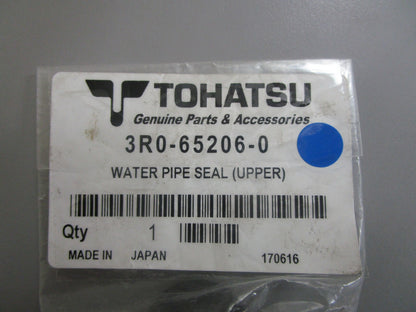 TOHATSU
Genuine Parts & Accessories
3R0-65206-0
WATER PIPE SEAL (UPPER)
Qty 1
MADE IN JAPAN 170616